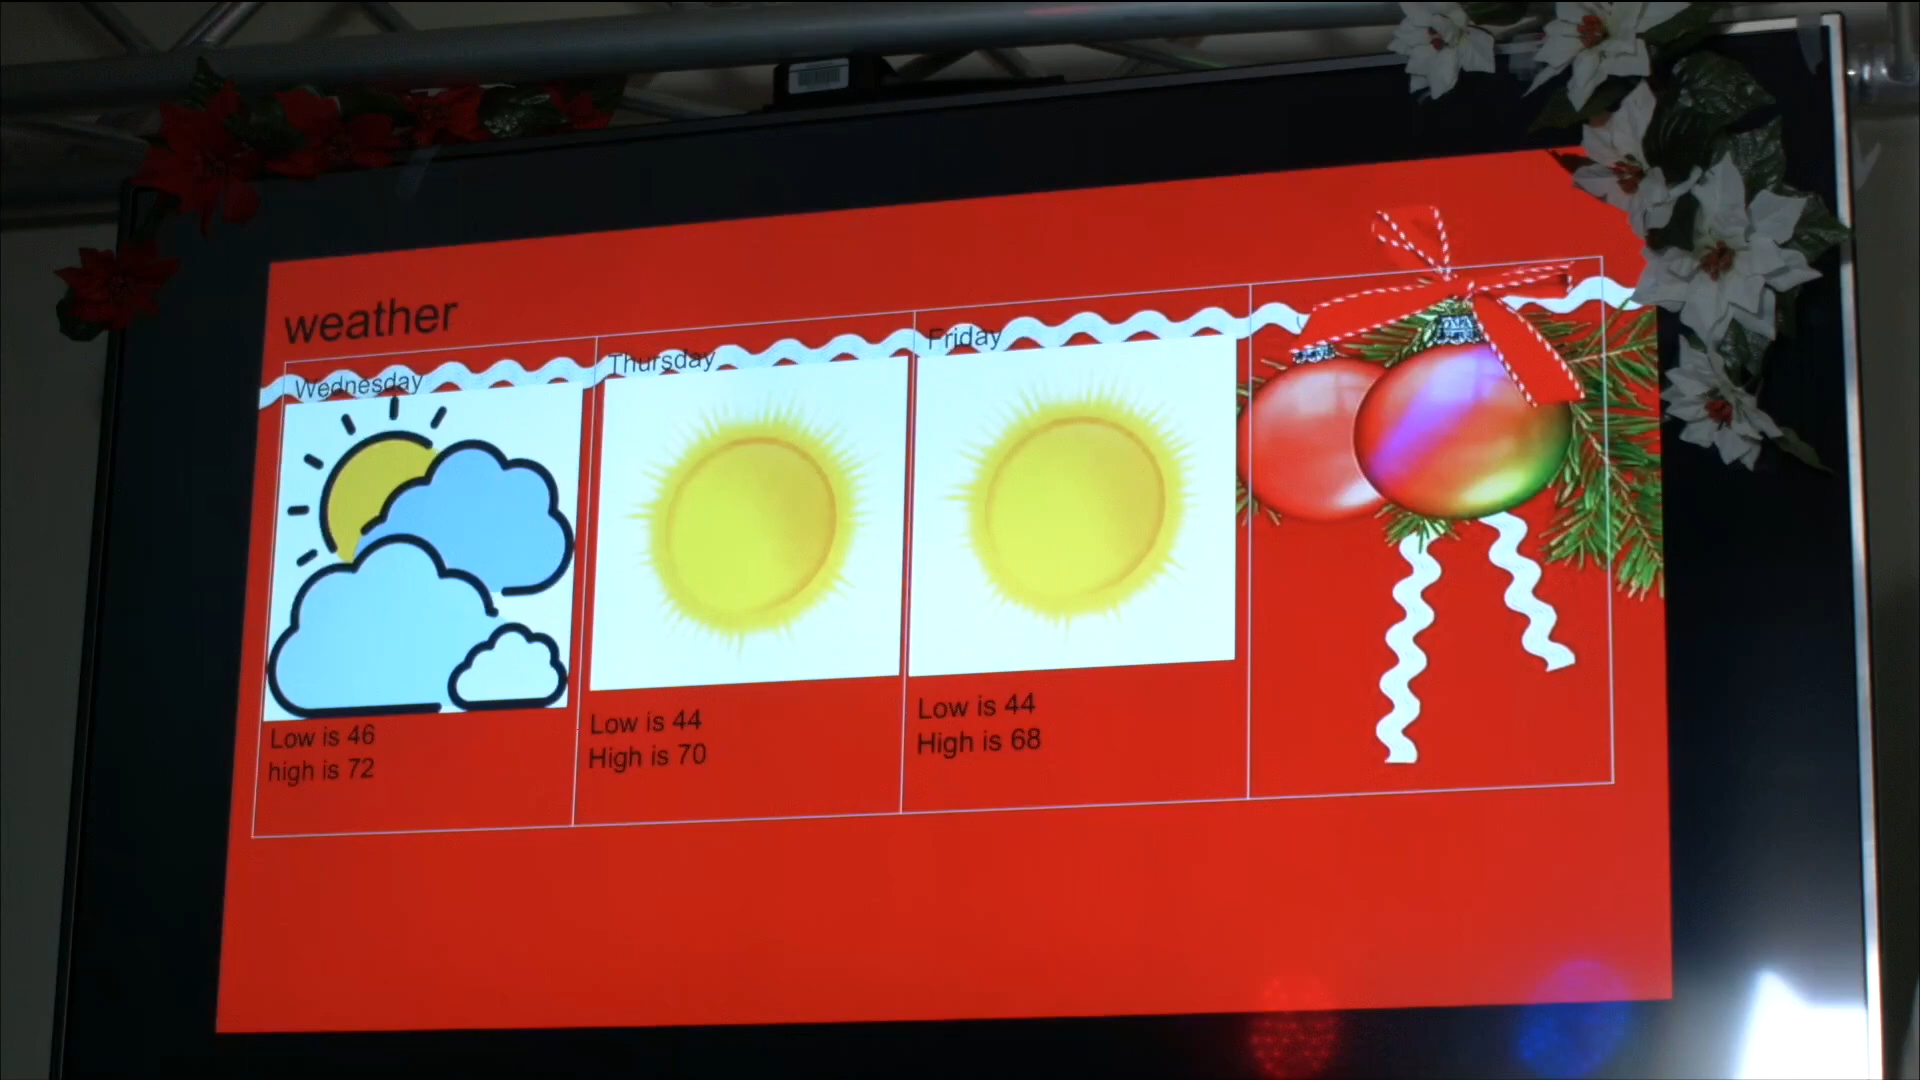 weather
Wednesday
Thursday
Friday
Low is 46
high is 72
Low is 44
High is 70
Low is 44
High is 68